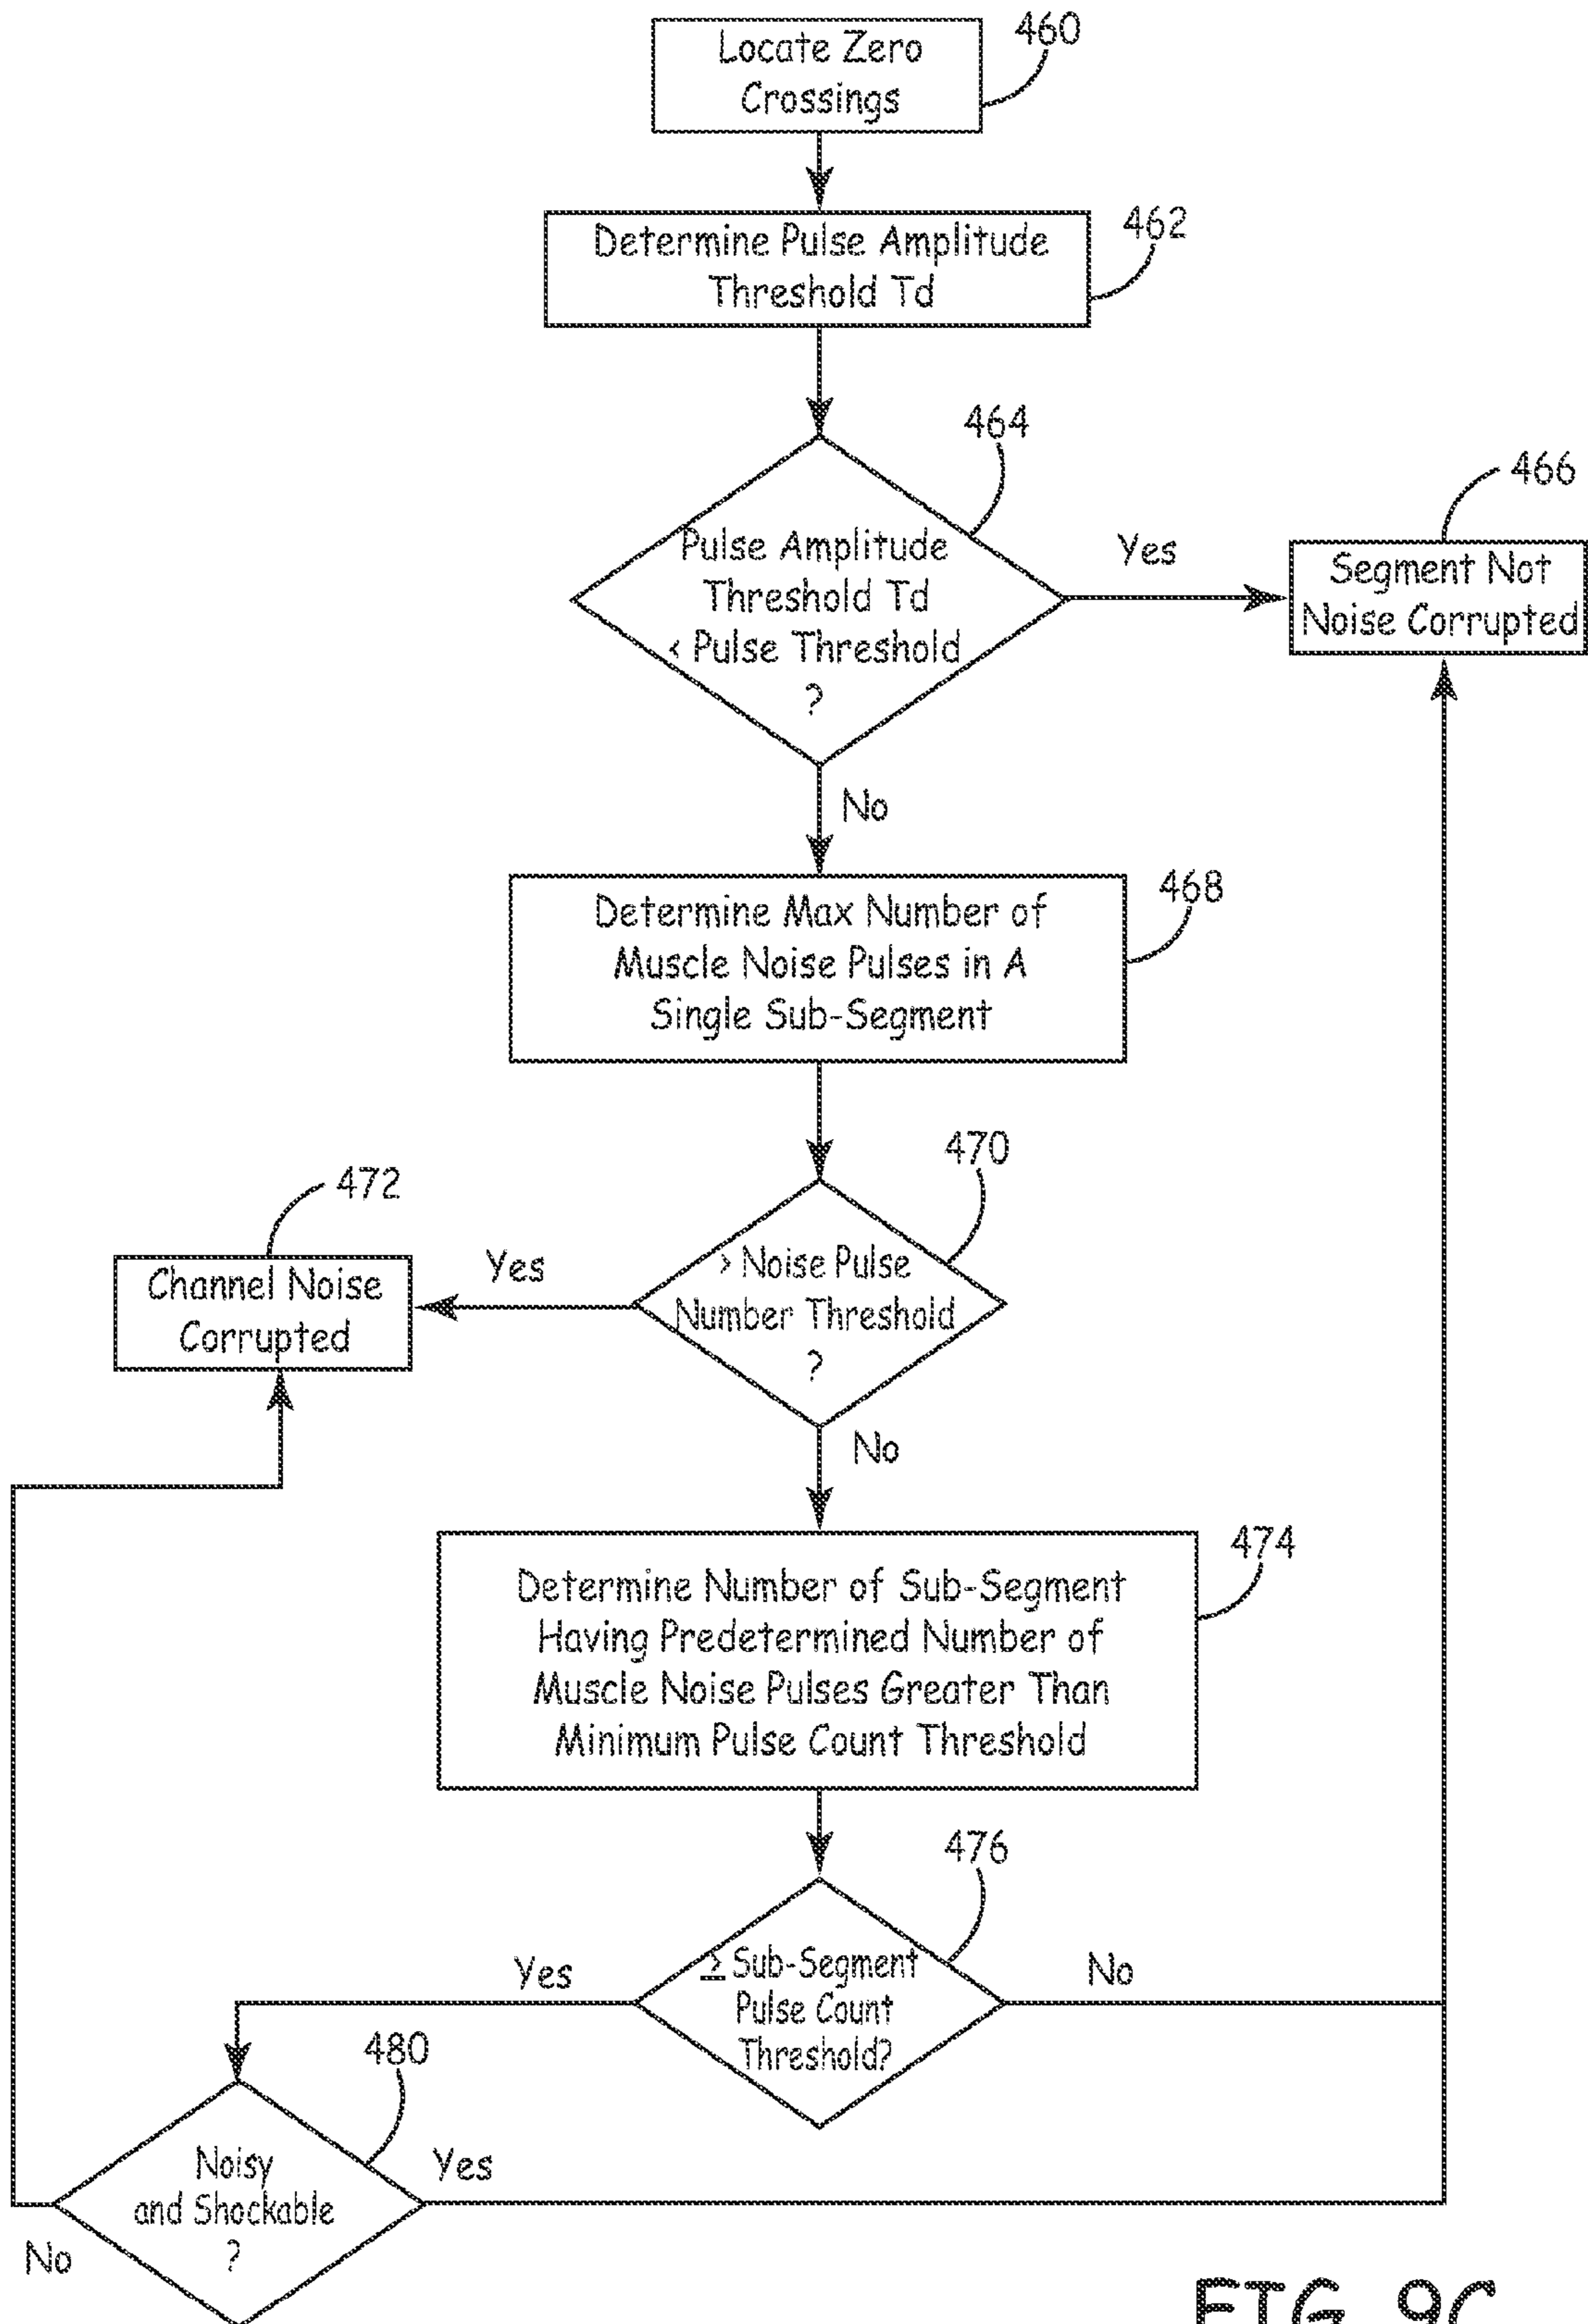 Locate Zero
Crossings
460
Determine Pulse Amplitude
Threshold Td
462
464
Pulse Amplitude
Threshold Td
< Pulse Threshold
?
Yes
466
Segment Not
Noise Corrupted
No
Determine Max Number of
Muscle Noise Pulses in A
Single Sub-Segment
468
470
> Noise Pulse
Number Threshold
?
Yes
472
Channel Noise
Corrupted
No
Determine Number of Sub-Segment
Having Predetermined Number of
Muscle Noise Pulses Greater Than
Minimum Pulse Count Threshold
474
476
Sub-Segment
Pulse Count
Threshold?
Yes
No
480
Noisy
and Shockable
?
Yes
No
FIG. 9C